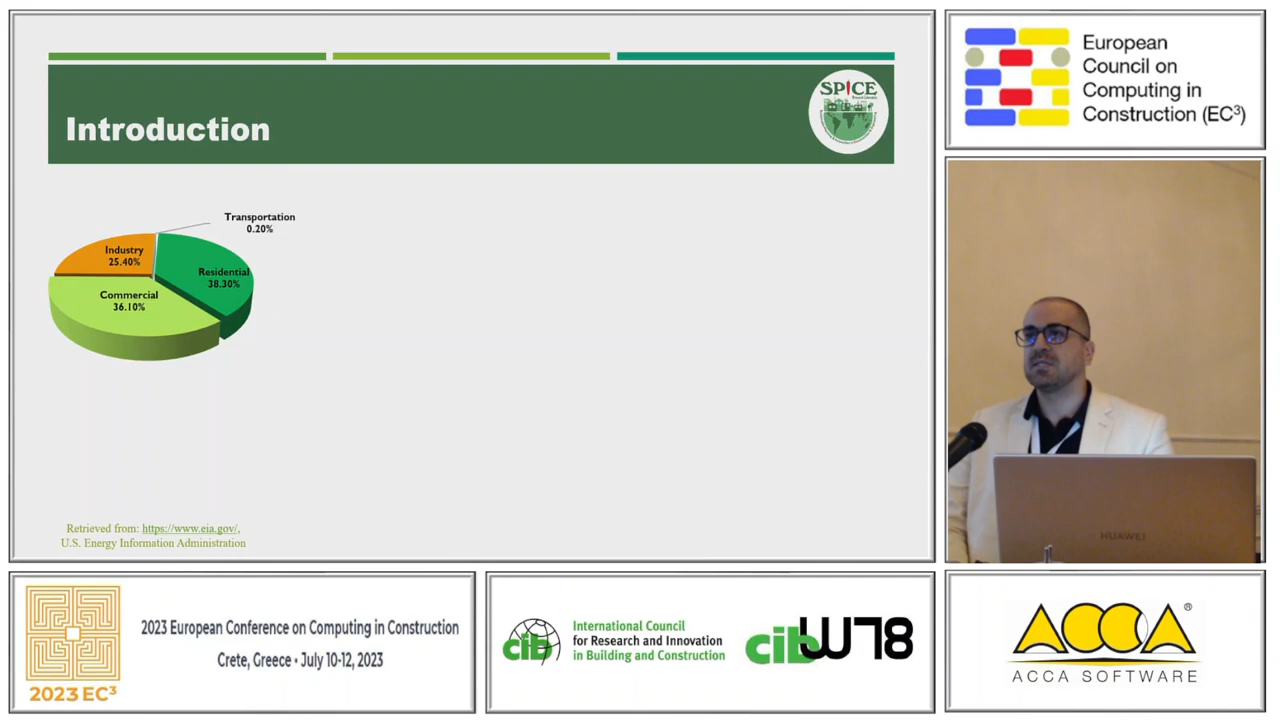 Introduction
SPICE
Transportation
0.20%
Industry
25.40%
Residential
38.30%
Commercial
36.10%
Retrieved from: https://www.eia.gov/,
U.S. Energy Information Administration
European
Council on
Computing in
Construction (EC³)
HUAWEI
2023 EC³
2023 European Conference on Computing in Construction
Crete, Greece • July 10-12, 2023
cib
International Council
for Research and Innovation
in Building and Construction
cib W78
ACCA®
ACCA SOFTWARE